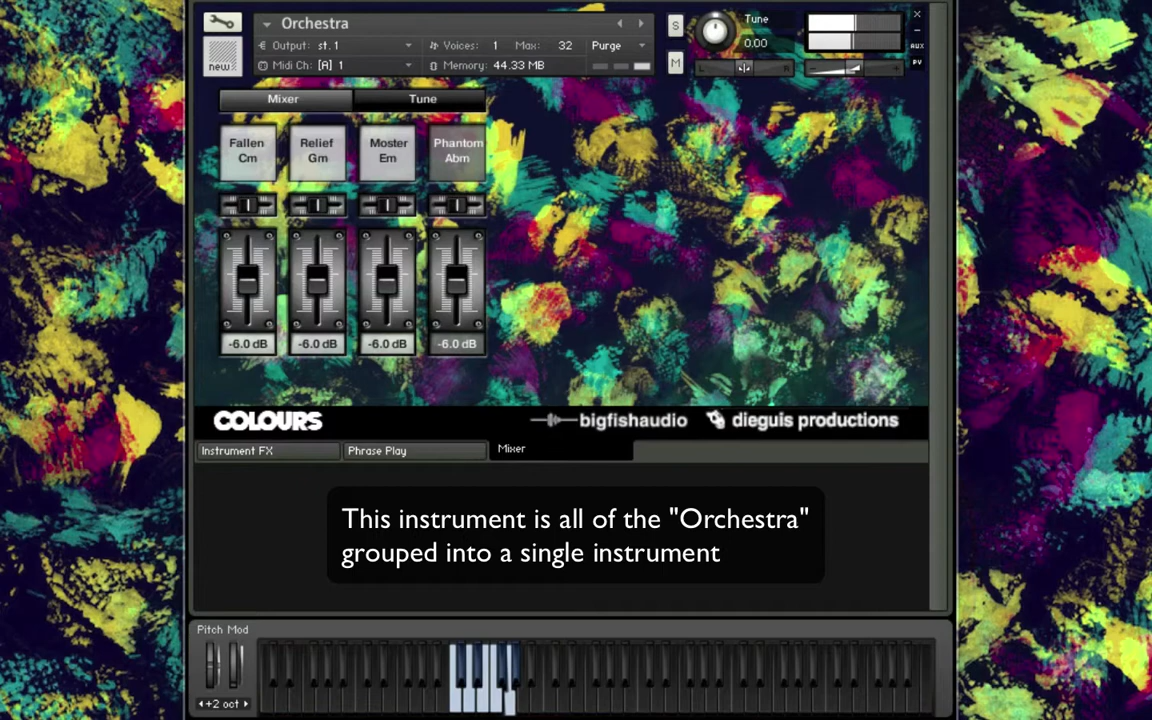 Orchestra
Output: st.1
Voices: 1 Max: 32 Purge
Midi Ch: [A] 1
Memory: 44.33 MB
new
S
M
Tune
0.00
L R
AUX
PV
Mixer Tune
Fallen Cm
Relief Gm
Moster Em
Phantom Abm
-6.0 dB -6.0 dB -6.0 dB -6.0 dB
COLOURS
bigfishaudio
dieguis productions
Instrument FX Phrase Play Mixer
This instrument is all of the "Orchestra"
grouped into a single instrument
Pitch Mod
+2 oct